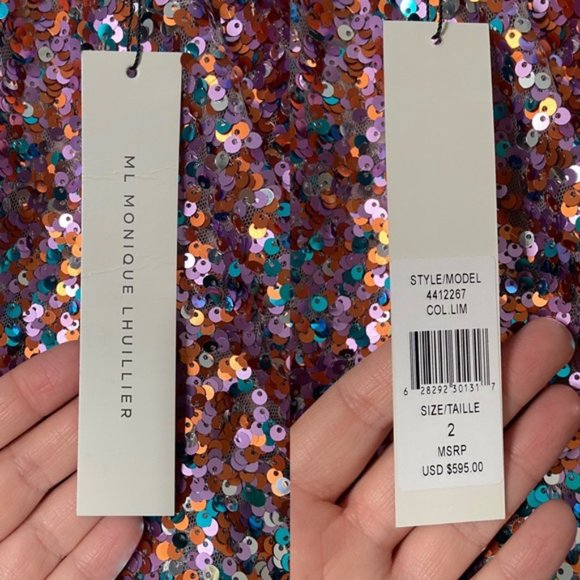 ML MONIQUE LHUILLIER
STYLE/MODEL
4412267
COL.LIM
6 28292 30131 7
SIZE/TAILLE
2
MSRP
USD $595.00